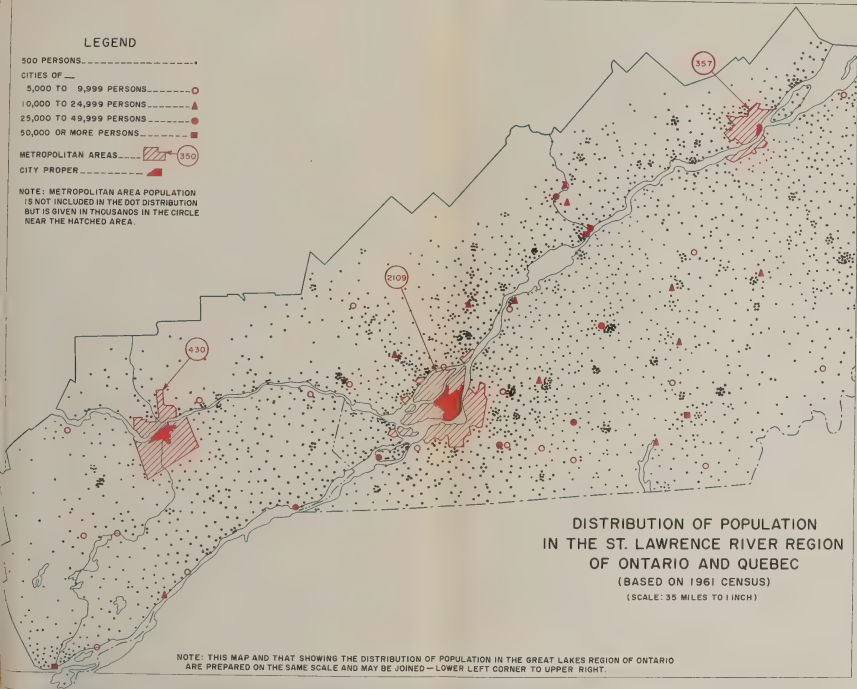 LEGEND
500 PERSONS
CITIES OF
5,000 TO 9,999 PERSONS
10,000 TO 24,999 PERSONS
25,000 TO 49,999 PERSONS
50,000 OR MORE PERSONS
METROPOLITAN AREAS 350
CITY PROPER
NOTE: METROPOLITAN AREA POPULATION
IS NOT INCLUDED IN THE DOT DISTRIBUTION
BUT IS GIVEN IN THOUSANDS IN THE CIRCLE
NEAR THE HATCHED AREA.
357
2109
430
DISTRIBUTION OF POPULATION
IN THE ST. LAWRENCE RIVER REGION
OF ONTARIO AND QUEBEC
(BASED ON 1961 CENSUS)
(SCALE: 35 MILES TO 1 INCH)
NOTE: THIS MAP AND THAT SHOWING THE DISTRIBUTION OF POPULATION IN THE GREAT LAKES REGION OF ONTARIO
ARE PREPARED ON THE SAME SCALE AND MAY BE JOINED — LOWER LEFT CORNER TO UPPER RIGHT.